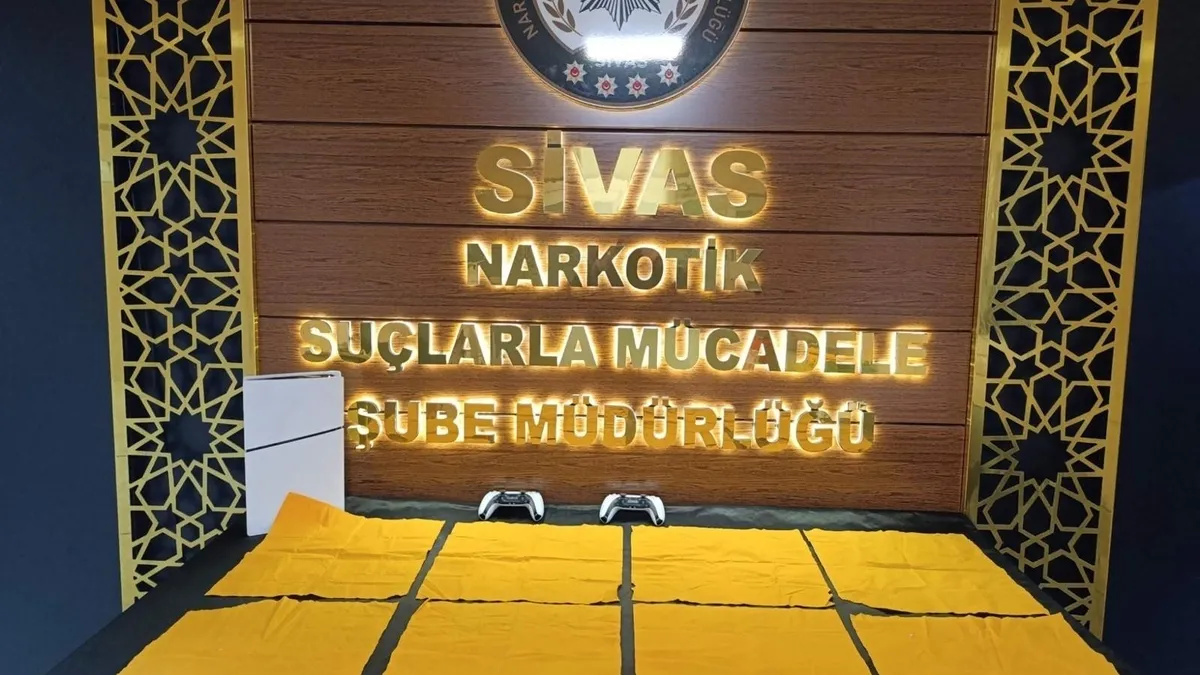 SİVAS
NARKOTİK
SUÇLARLA MÜCADELE
ŞUBE MÜDÜRLÜĞÜ